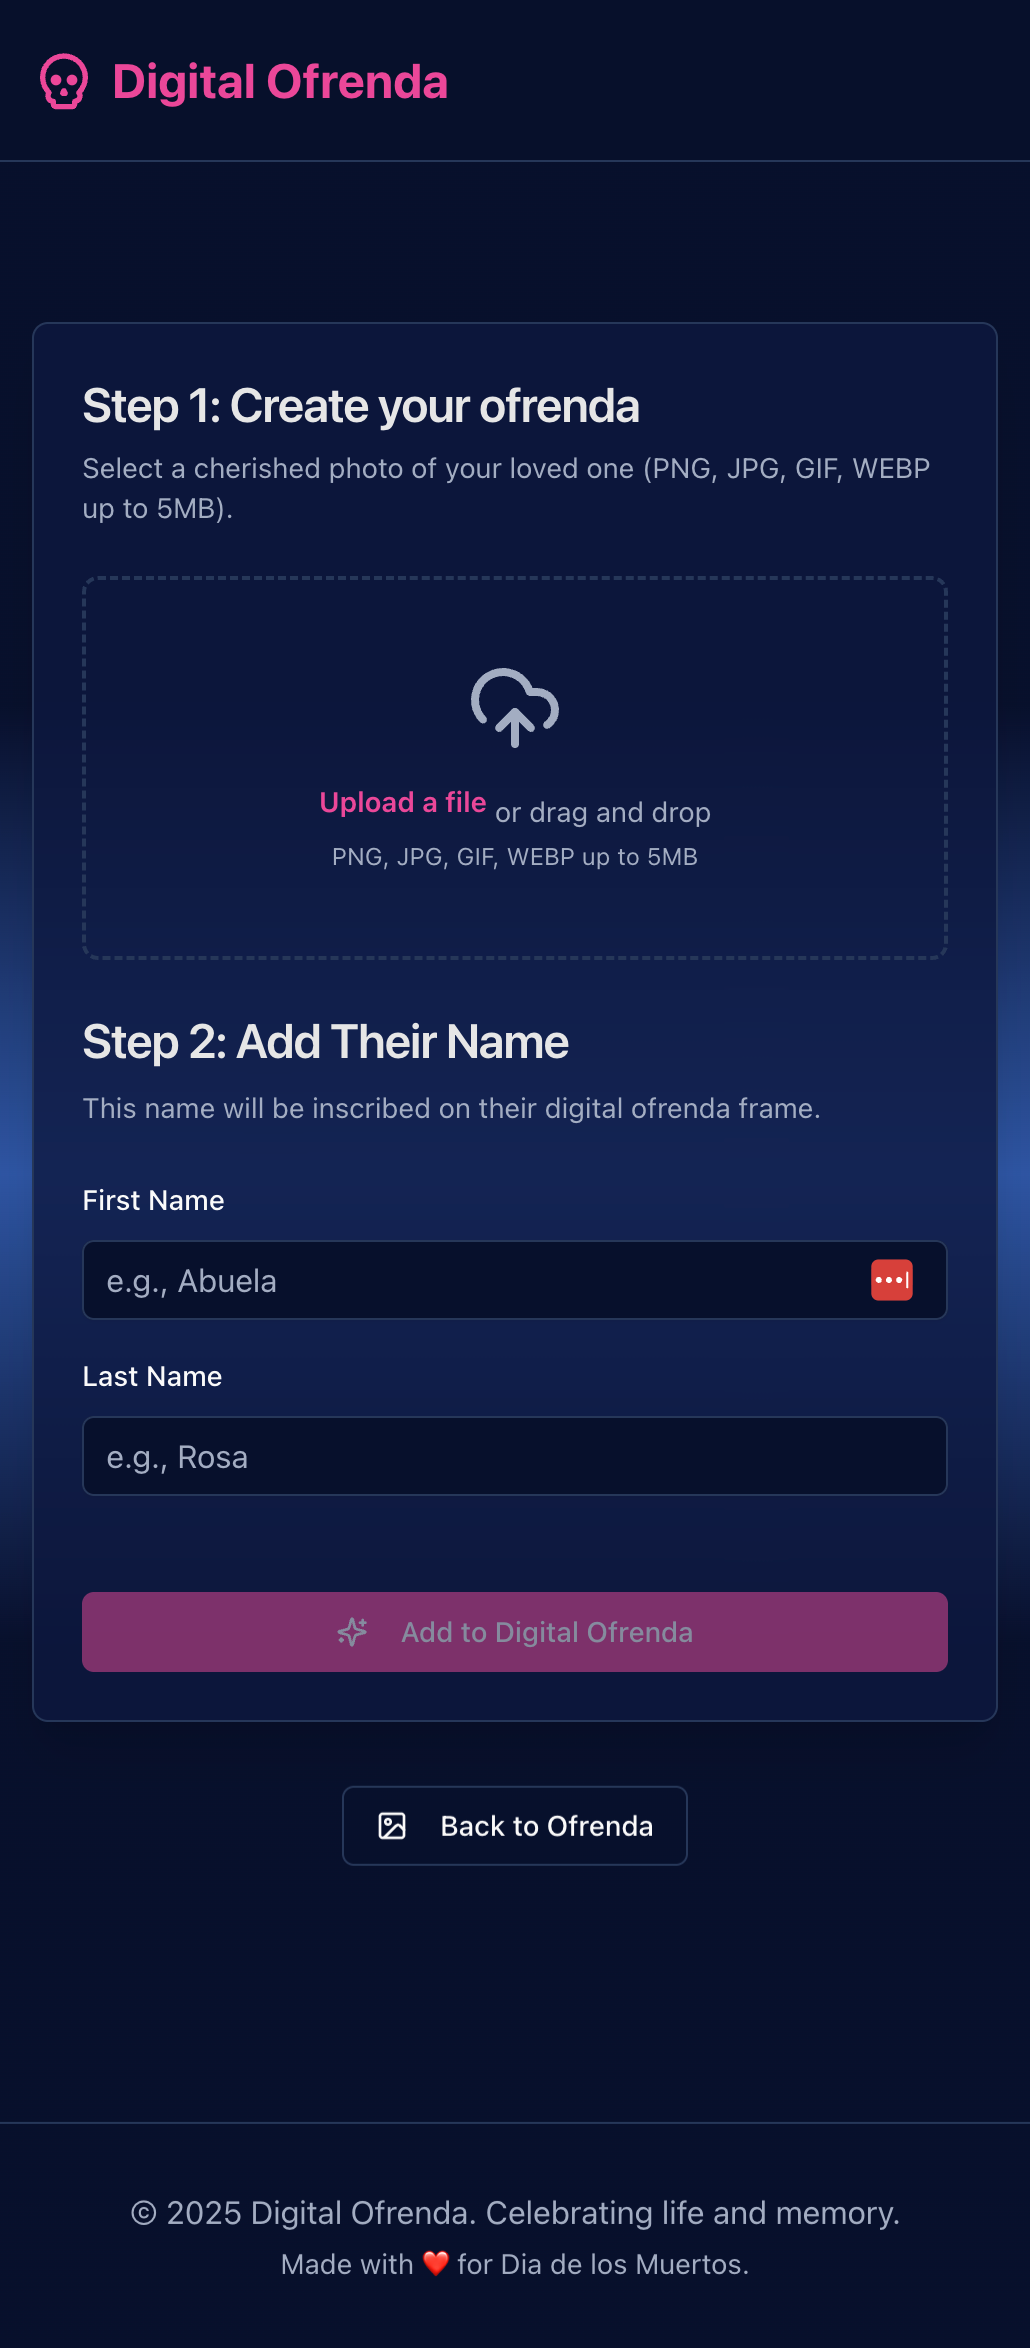 Digital Ofrenda
Step 1: Create your ofrenda
Select a cherished photo of your loved one (PNG, JPG, GIF, WEBP
up to 5MB).
Upload a file or drag and drop
PNG, JPG, GIF, WEBP up to 5MB
Step 2: Add Their Name
This name will be inscribed on their digital ofrenda frame.
First Name
e.g., Abuela
Last Name
e.g., Rosa
Add to Digital Ofrenda
Back to Ofrenda
© 2025 Digital Ofrenda. Celebrating life and memory.
Made with ❤️ for Dia de los Muertos.